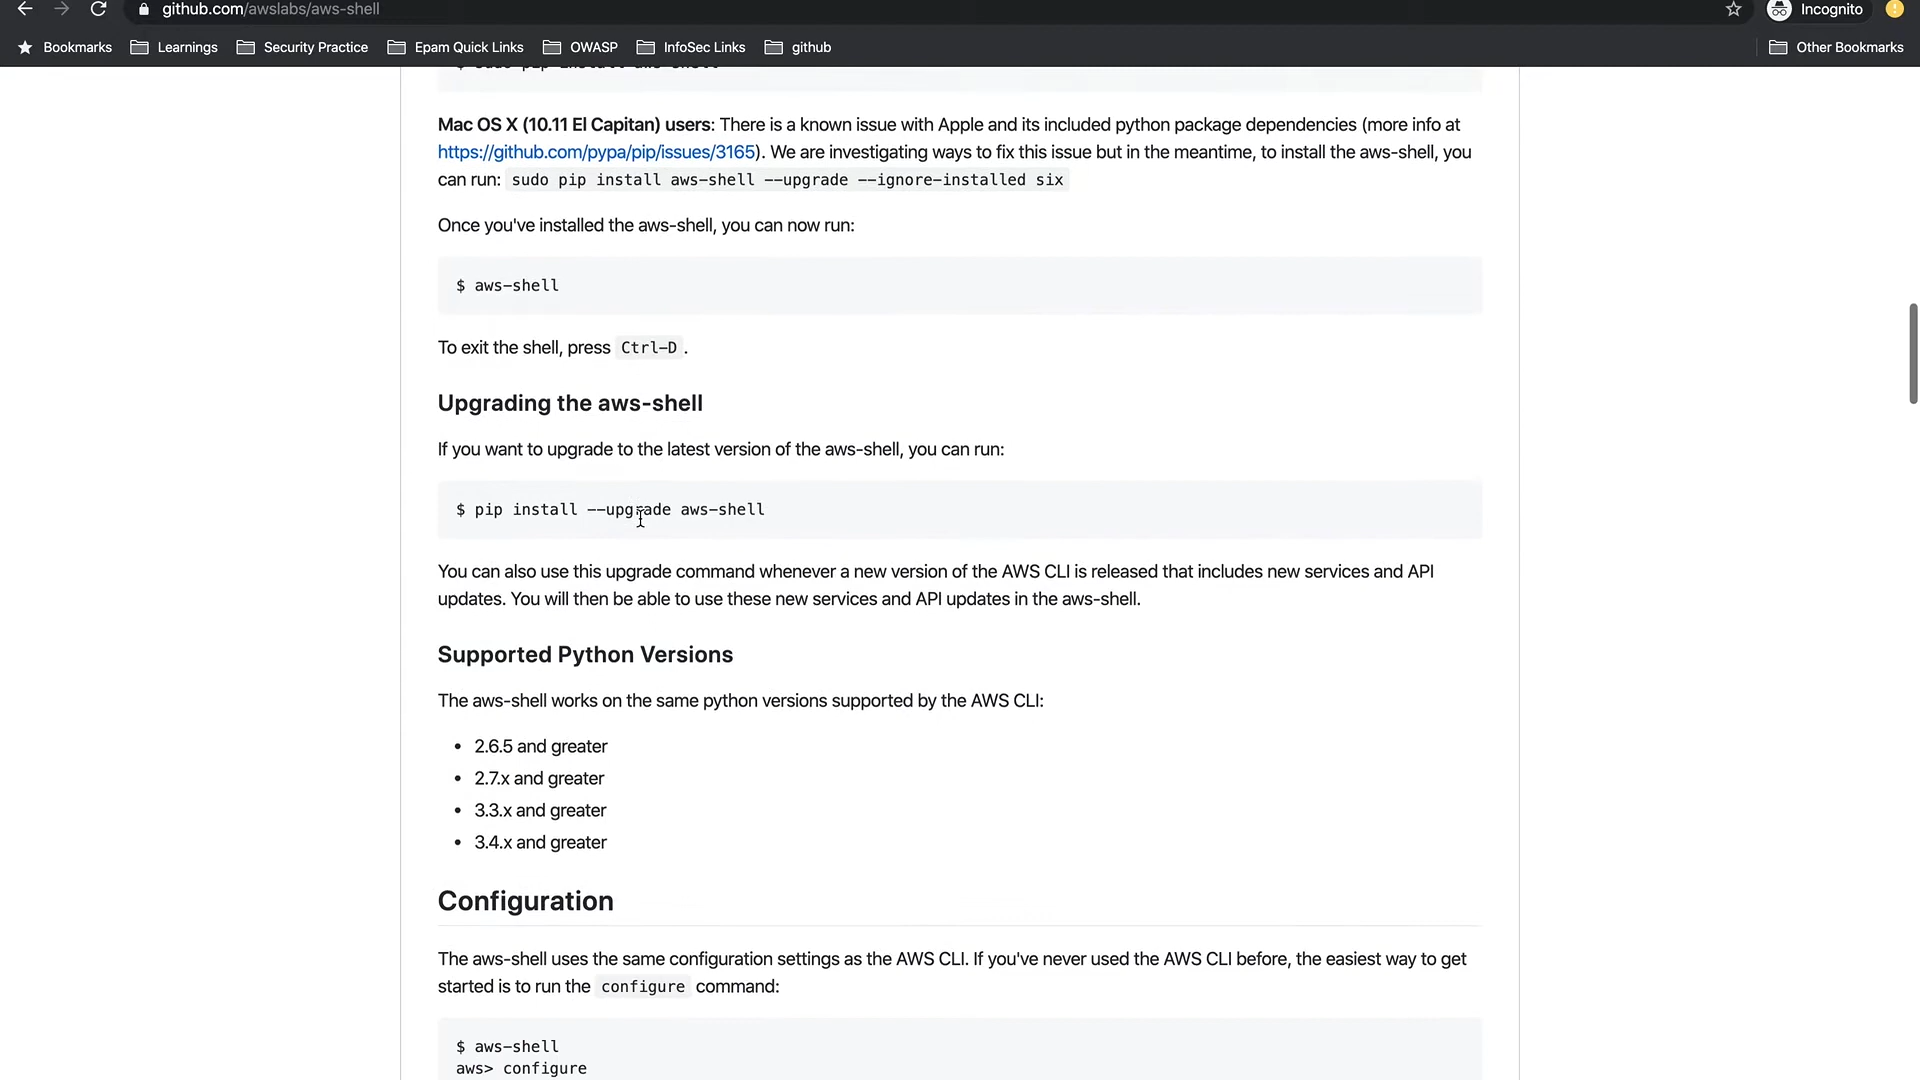 github.com/awslabs/aws-shell
Incognito
Bookmarks
Learnings
Security Practice
Epam Quick Links
OWASP
InfoSec Links
github
Other Bookmarks
$ sudo pip install aws-shell
Mac OS X (10.11 El Capitan) users: There is a known issue with Apple and its included python package dependencies (more info at
https://github.com/pypa/pip/issues/3165). We are investigating ways to fix this issue but in the meantime, to install the aws-shell, you
can run: sudo pip install aws-shell --upgrade --ignore-installed six
Once you've installed the aws-shell, you can now run:
$ aws-shell
To exit the shell, press Ctrl-D.
Upgrading the aws-shell
If you want to upgrade to the latest version of the aws-shell, you can run:
$ pip install --upgrade aws-shell
You can also use this upgrade command whenever a new version of the AWS CLI is released that includes new services and API
updates. You will then be able to use these new services and API updates in the aws-shell.
Supported Python Versions
The aws-shell works on the same python versions supported by the AWS CLI:
• 2.6.5 and greater
• 2.7.x and greater
• 3.3.x and greater
• 3.4.x and greater
Configuration
The aws-shell uses the same configuration settings as the AWS CLI. If you've never used the AWS CLI before, the easiest way to get
started is to run the configure command:
$ aws-shell
aws> configure